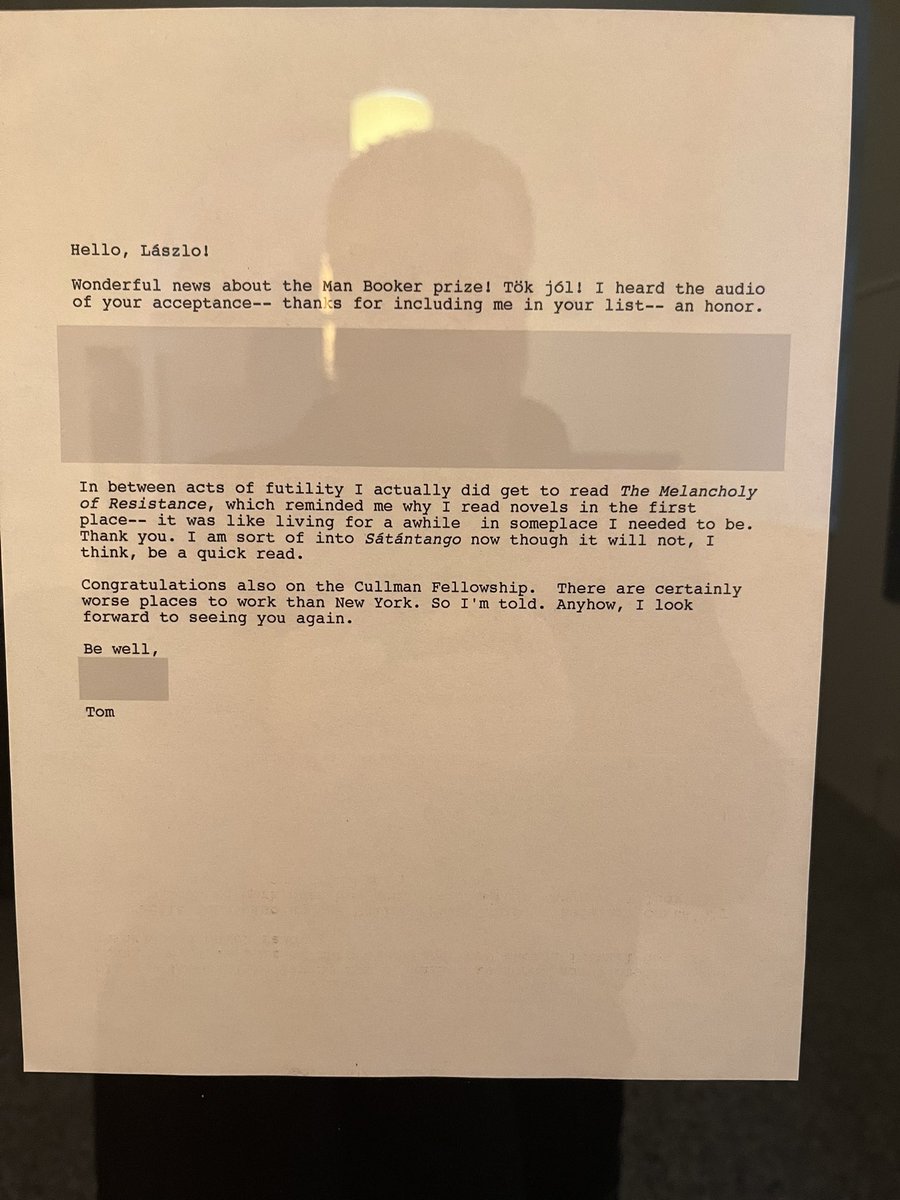 Hello, Lászlo!
Wonderful news about the Man Booker prize! Tök jól! I heard the audio
of your acceptance-- thanks for including me in your list-- an honor.
In between acts of futility I actually did get to read The Melancholy
of Resistance, which reminded me why I read novels in the first
place-- it was like living for a awhile  in someplace I needed to be.
Thank you. I am sort of into Sátántango now though it will not, I
think, be a quick read.
Congratulations also on the Cullman Fellowship.  There are certainly
worse places to work than New York. So I'm told. Anyhow, I look
forward to seeing you again.
Be well,
Tom